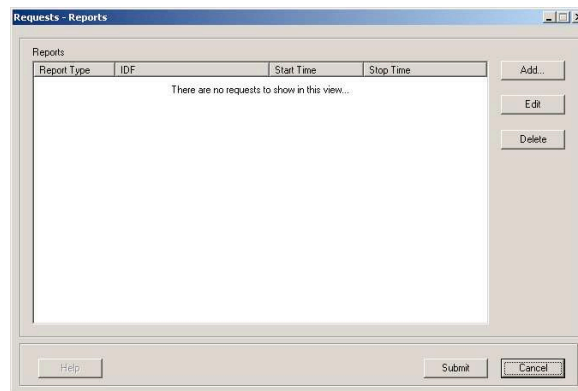 Requests - Reports
Reports
Report Type IDF Start Time Stop Time
There are no requests to show in this view...
Add...
Edit
Delete
Help
Submit
Cancel